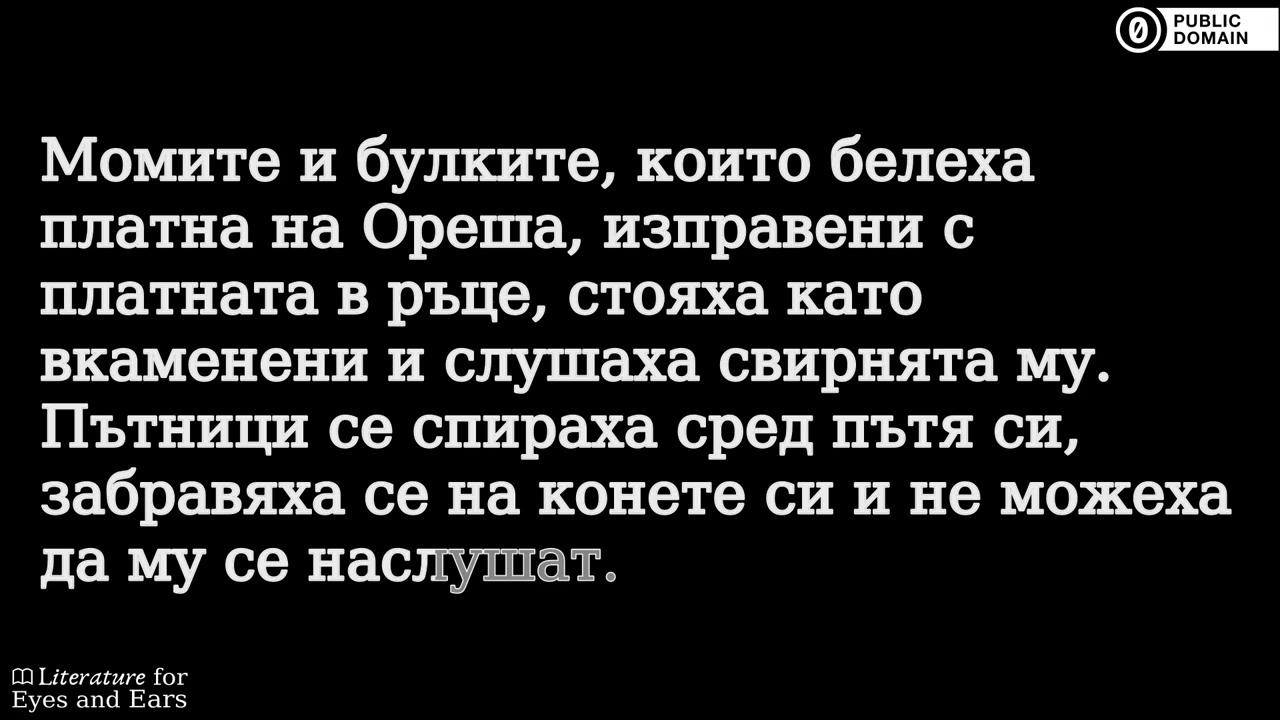 PUBLIC
DOMAIN
Момите и булките, които белеха
платна на Ореша, изправени с
платната в ръце, стояха като
вкаменени и слушаха свирнята му.
Пътници се спираха сред пътя си,
забравяха се на конете си и не можеха
да му се наслушат.
Literature for
Eyes and Ears